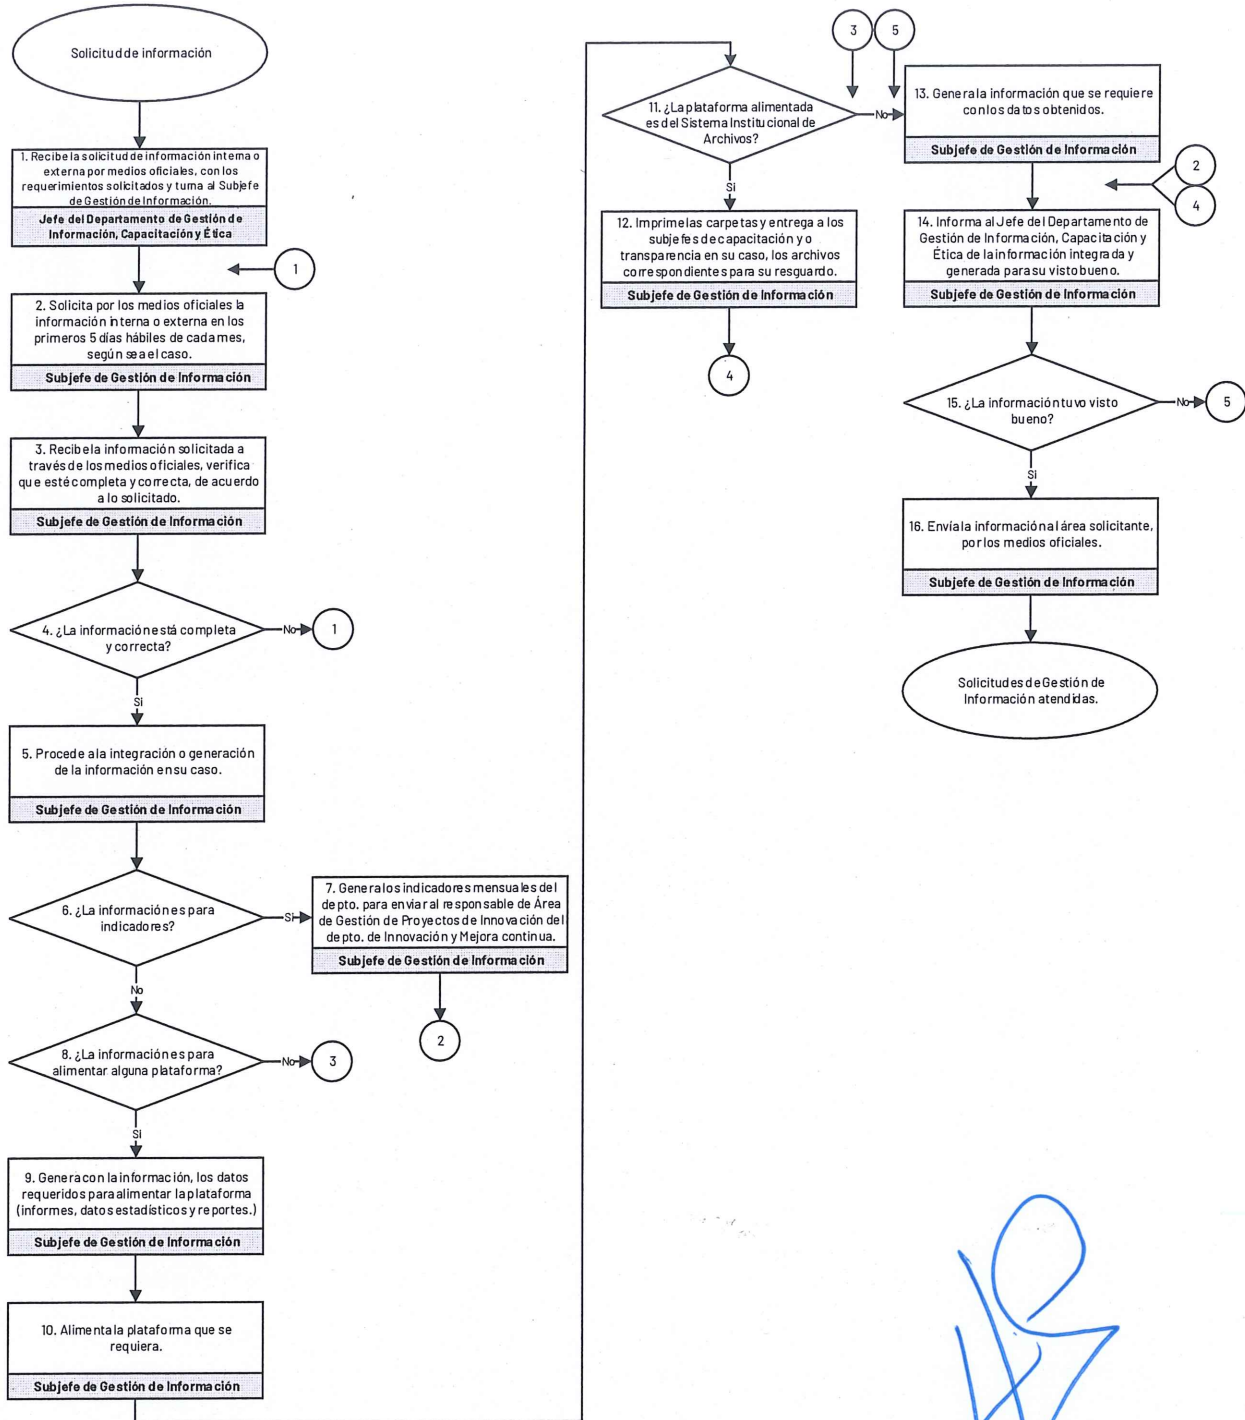 Solicitud de información
1. Recibe la solicitud de información interna o
externa por medios oficiales, con los
requerimientos solicitados y turna al Subjefe
de Gestión de Información.
Jefe del Departamento de Gestión de
Información, Capacitación y Ética
1
2. Solicita por los medios oficiales la
información interna o externa en los
primeros 5 días hábiles de cada mes,
según sea el caso.
Subjefe de Gestión de Información
3. Recibe la información solicitada a
través de los medios oficiales, verifica
que esté completa y correcta, de acuerdo
a lo solicitado.
Subjefe de Gestión de Información
4. ¿La información está completa
y correcta?
No
1
Si
5. Procede a la integración o generación
de la información en su caso.
Subjefe de Gestión de Información
6. ¿La información es para
indicadores?
Si
7. Genera los indicadores mensuales del
depto. para enviar al responsable de Área
de Gestión de Proyectos de Innovación del
depto. de Innovación y Mejora continua.
Subjefe de Gestión de Información
2
No
8. ¿La información es para
alimentar alguna plataforma?
No
3
Si
9. Genera con la información, los datos
requeridos para alimentar la plataforma
(informes, datos estadísticos y reportes.)
Subjefe de Gestión de Información
10. Alimenta la plataforma que se
requiera.
Subjefe de Gestión de Información
11. ¿La plataforma alimentada
es del Sistema Institucional de
Archivos?
No
Si
12. Imprime las carpetas y entrega a los
subjefes de capacitación y o
transparencia en su caso, los archivos
correspondientes para su resguardo.
Subjefe de Gestión de Información
4
3
5
13. Genera la información que se requiere
con los datos obtenidos.
Subjefe de Gestión de Información
2
4
14. Informa al Jefe del Departamento de
Gestión de Información, Capacitación y
Ética de la información integrada y
generada para su visto bueno.
Subjefe de Gestión de Información
15. ¿La información tuvo visto
bueno?
No
5
Si
16. Envía la información al área solicitante,
por los medios oficiales.
Subjefe de Gestión de Información
Solicitudes de Gestión de
Información atendidas.